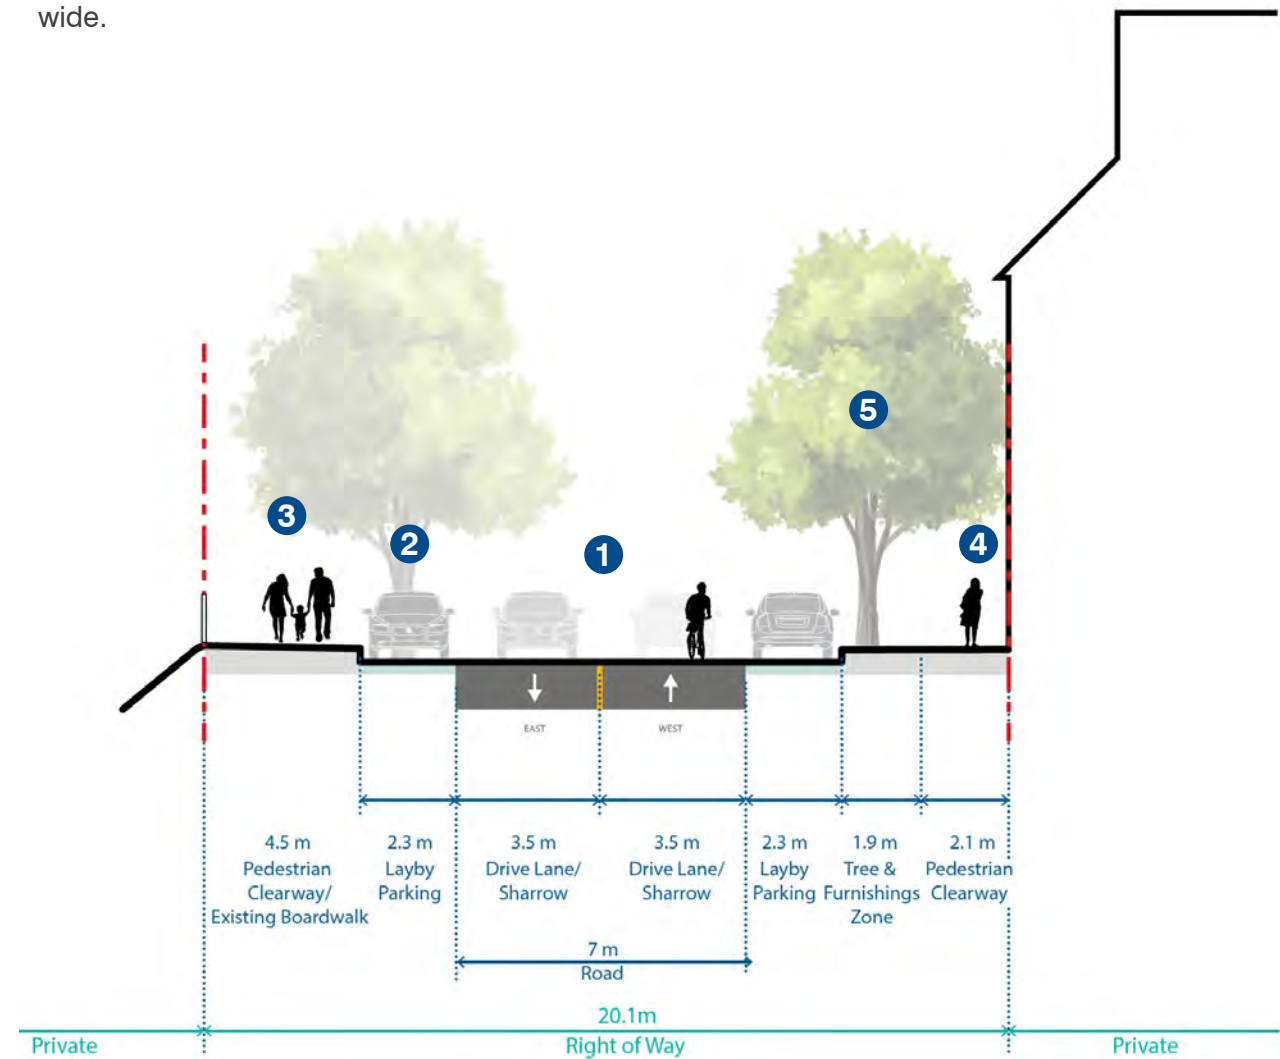 wide.
5
3
2
1
4
EAST
WEST
4.5 m
Pedestrian
Clearway/
Existing Boardwalk
2.3 m
Layby
Parking
3.5 m
Drive Lane/
Sharrow
3.5 m
Drive Lane/
Sharrow
2.3 m
Layby
Parking
1.9 m
Tree &
Furnishings
Zone
2.1 m
Pedestrian
Clearway
7 m
Road
20.1m
Private
Right of Way
Private